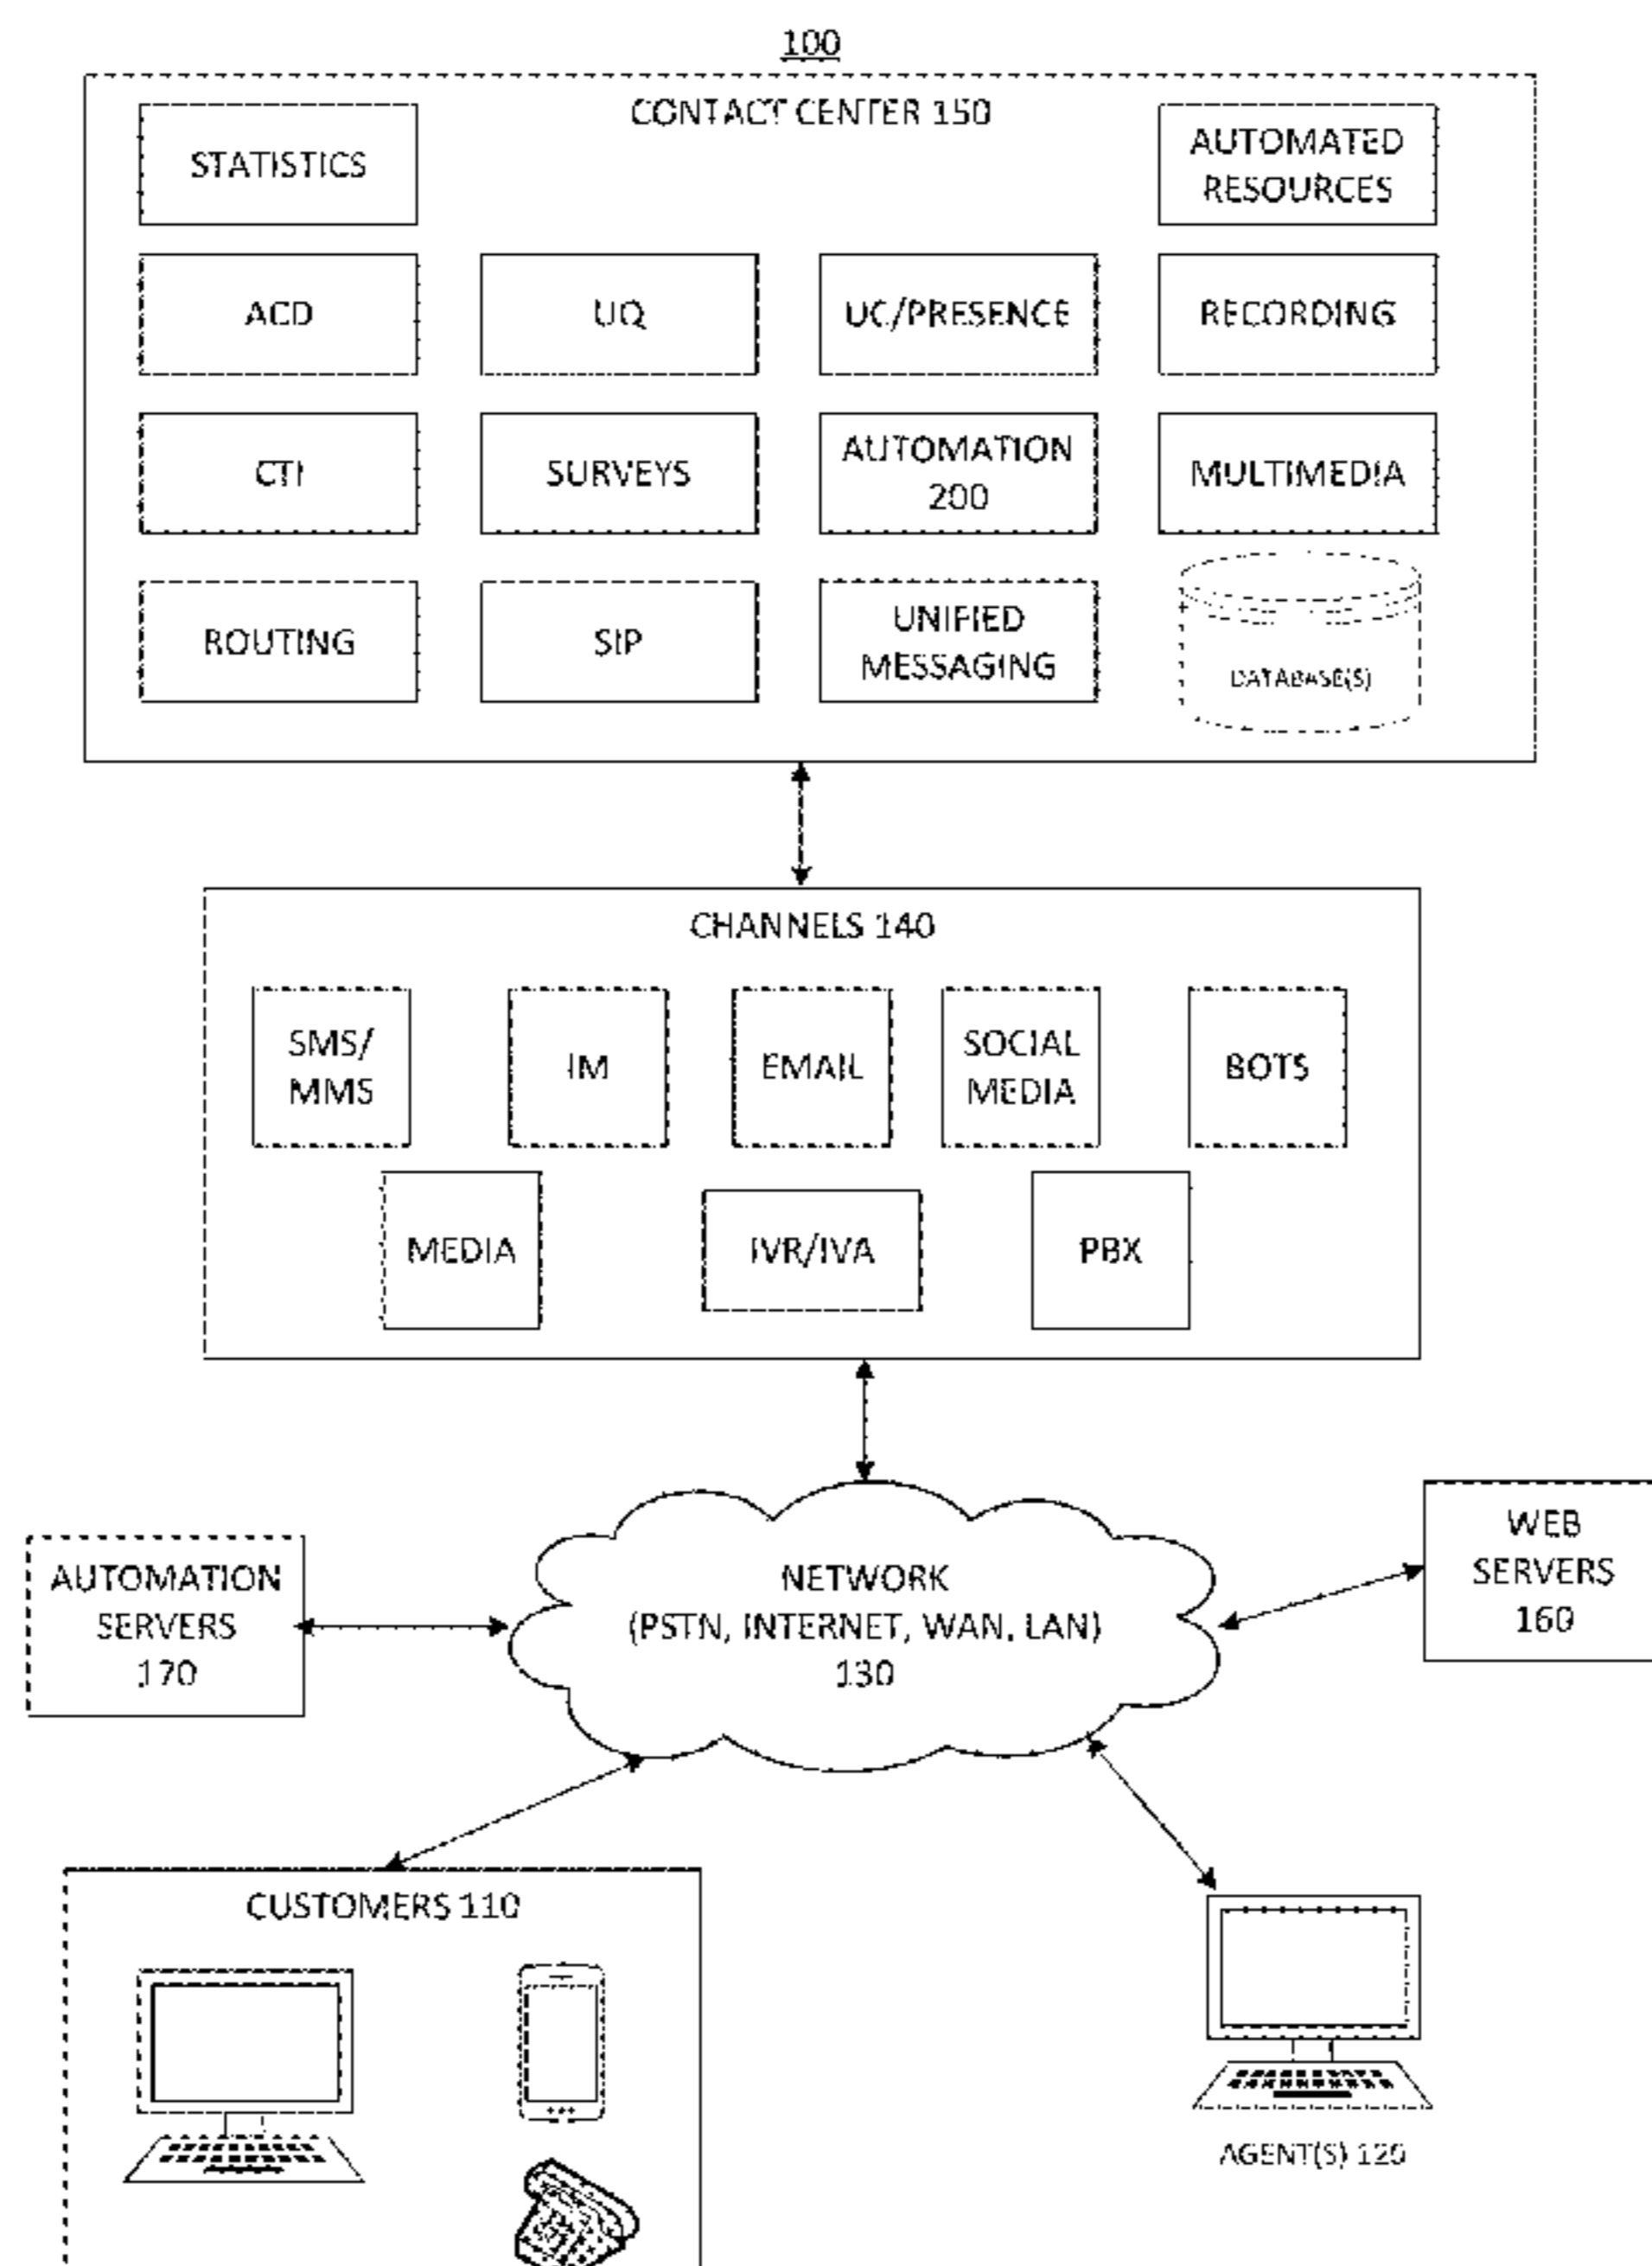 100
CONTACT CENTER 150
STATISTICS
AUTOMATED
RESOURCES
ACD
UQ
UC/PRESENCE
RECORDING
CTI
SURVEYS
AUTOMATION
200
MULTIMEDIA
ROUTING
SIP
UNIFIED
MESSAGING
DATABASE(S)
CHANNELS 140
SMS/
MMS
IM
EMAIL
SOCIAL
MEDIA
BOTS
MEDIA
IVR/IVA
PBX
AUTOMATION
SERVERS
170
NETWORK
(PSTN, INTERNET, WAN, LAN)
130
WEB
SERVERS
160
CUSTOMERS 110
AGENT(S) 120